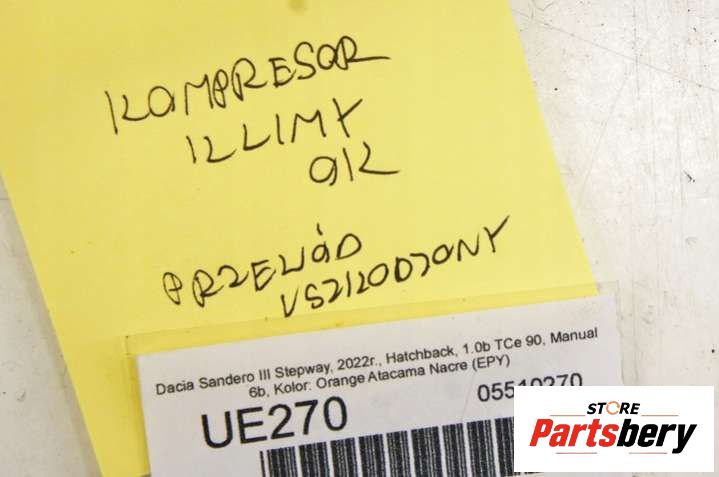 KOMPRESOR
KLIMY
OK
PRZEWÓD
USZKODZONY
Dacia Sandero III Stepway, 2022r., Hatchback, 1.0b TCe 90, Manual
6b, Kolor: Orange Atacama Nacre (EPY)
UE270
05510270
STORE
Partsbery